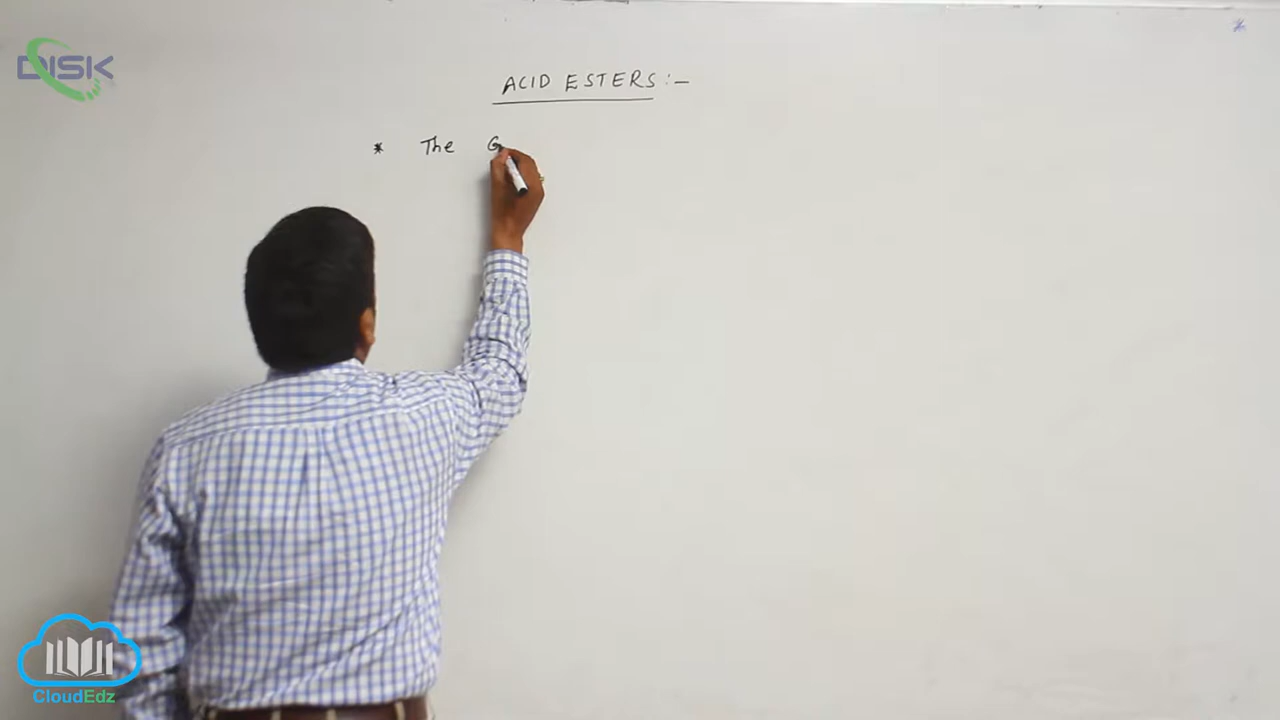 DISK
ACID ESTERS :-
* The G
CloudEdz